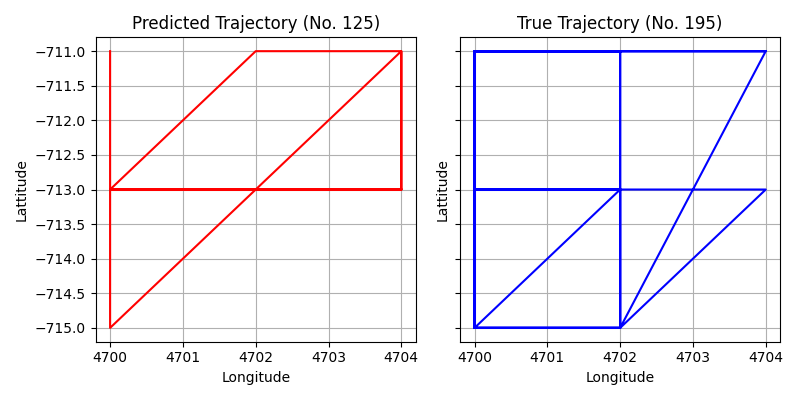 Predicted Trajectory (No. 125)
True Trajectory (No. 195)
Lattitude
−711.0
−711.5
−712.0
−712.5
−713.0
−713.5
−714.0
−714.5
−715.0
4700 4701 4702 4703 4704
Longitude
Lattitude
4700 4701 4702 4703 4704
Longitude